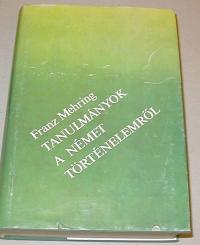 Franz Mehring
TANULMÁNYOK
A NÉMET
TÖRTÉNELEMRŐL